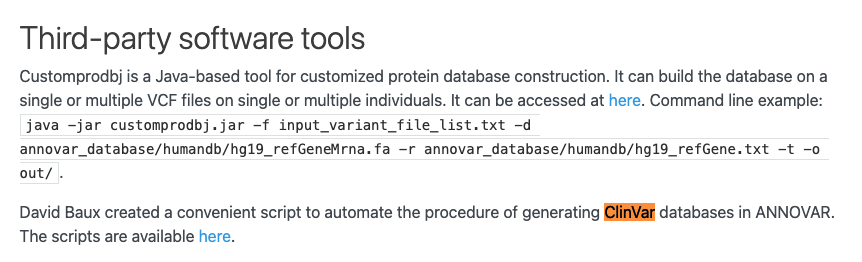 Third-party software tools
Customprodbj is a Java-based tool for customized protein database construction. It can build the database on a
single or multiple VCF files on single or multiple individuals. It can be accessed at here. Command line example:
java -jar customprodbj.jar -f input_variant_file_list.txt -d
annovar_database/humandb/hg19_refGeneMrna.fa -r annovar_database/humandb/hg19_refGene.txt -t -o
out/ .
David Baux created a convenient script to automate the procedure of generating ClinVar databases in ANNOVAR.
The scripts are available here.